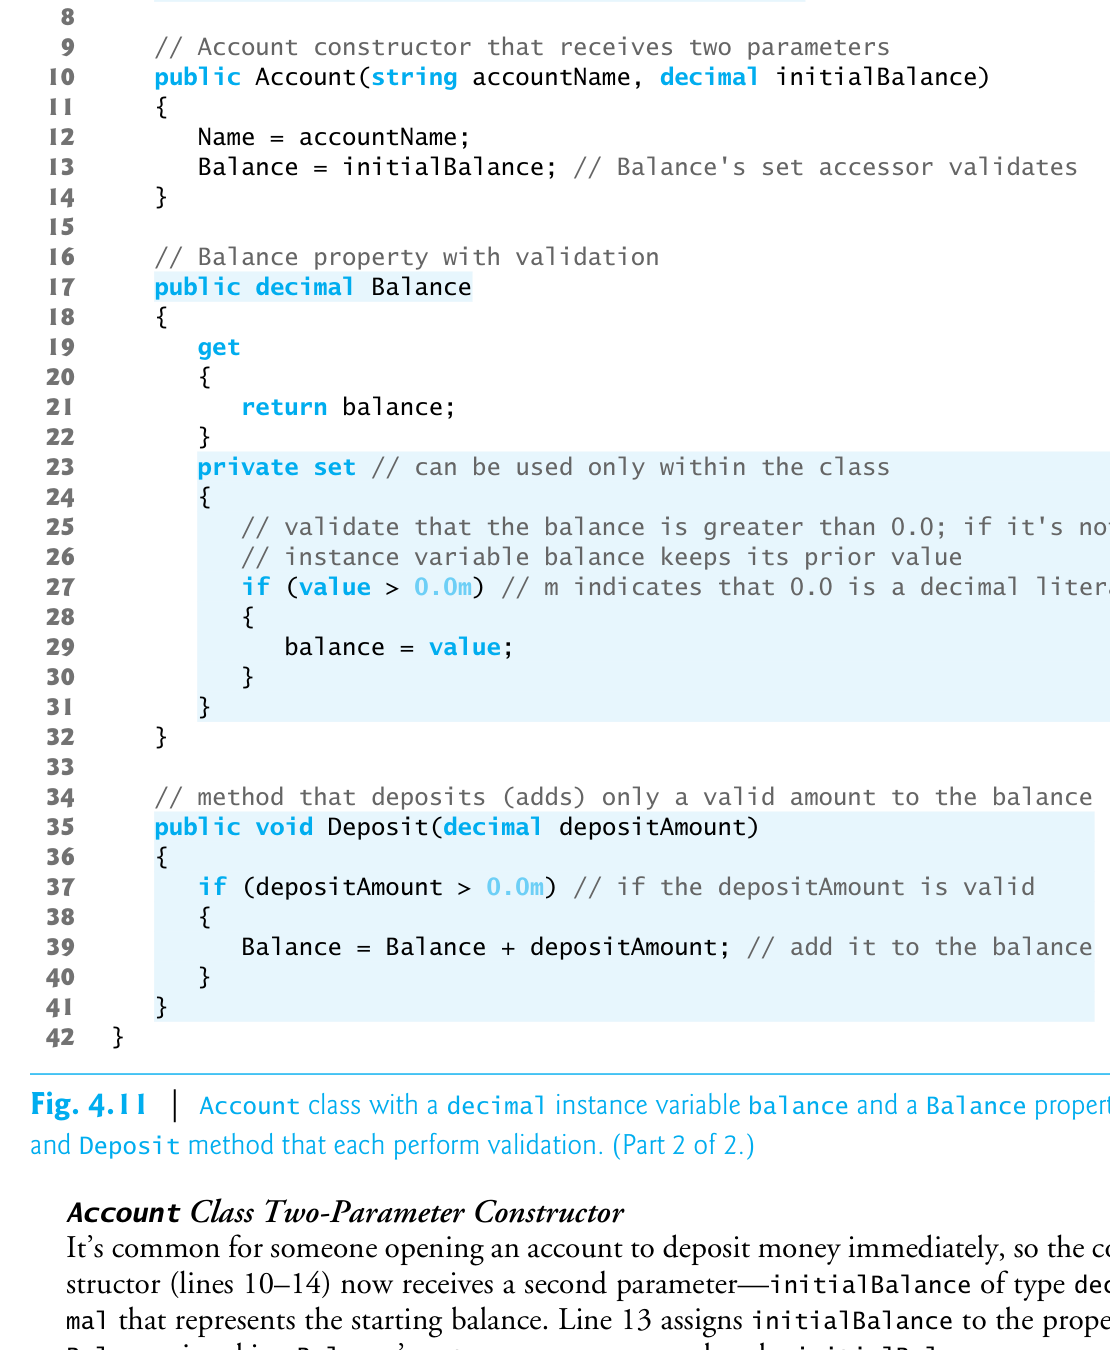 8
9 // Account constructor that receives two parameters
10 public Account(string accountName, decimal initialBalance)
11 {
12 Name = accountName;
13 Balance = initialBalance; // Balance's set accessor validates
14 }
15
16 // Balance property with validation
17 public decimal Balance
18 {
19 get
20 {
21 return balance;
22 }
23 private set // can be used only within the class
24 {
25 // validate that the balance is greater than 0.0; if it's no
26 // instance variable balance keeps its prior value
27 if (value > 0.0m) // m indicates that 0.0 is a decimal liter
28 {
29 balance = value;
30 }
31 }
32 }
33
34 // method that deposits (adds) only a valid amount to the balance
35 public void Deposit(decimal depositAmount)
36 {
37 if (depositAmount > 0.0m) // if the depositAmount is valid
38 {
39 Balance = Balance + depositAmount; // add it to the balance
40 }
41 }
42 }
Fig. 4.11 | Account class with a decimal instance variable balance and a Balance propert
and Deposit method that each perform validation. (Part 2 of 2.)
Account Class Two-Parameter Constructor
It's common for someone opening an account to deposit money immediately, so the co
structor (lines 10–14) now receives a second parameter—initialBalance of type dec
mal that represents the starting balance. Line 13 assigns initialBalance to the prope